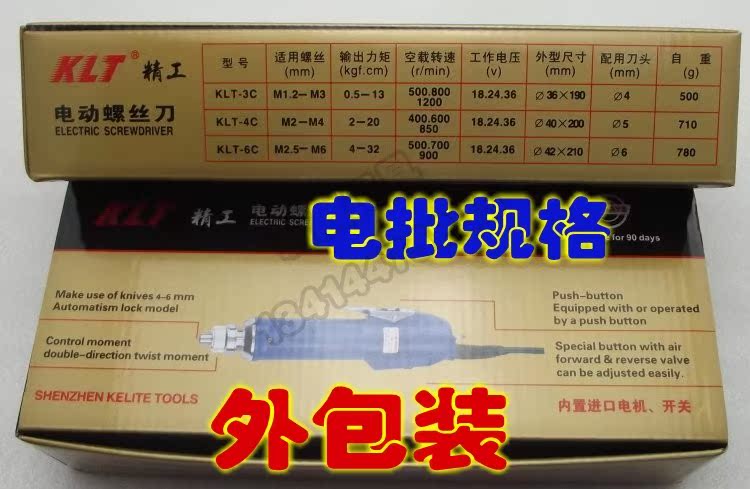 KLT® 精工
电动螺丝刀
ELECTRIC SCREWDRIVER
型号 适用螺丝 (mm) 输出力矩 (kgf.cm) 空载转速 (r/min) 工作电压 (v) 外型尺寸 (mm) 配用刀头 (mm) 自重 (g)
KLT-3C M1.2-M3 0.5-13 500.800 1200 18.24.36 Ø36×190 Ø4 500
KLT-4C M2-M4 2-20 400.600 850 18.24.36 Ø40×200 Ø5 710
KLT-6C M2.5-M6 4-32 500.700 900 18.24.36 Ø42×210 Ø6 780
KLT 精工 电动螺
ELECTRIC SCREW
for 90 days
电批规格
Make use of knives 4-6 mm
Automatism lock model
Control moment
double-direction twist moment
Push-button
Equipped with or operated
by a push button
Special button with air
forward & reverse valve
can be adjusted easily.
SHENZHEN KELITE TOOLS
内置进口电机、开关
外包装